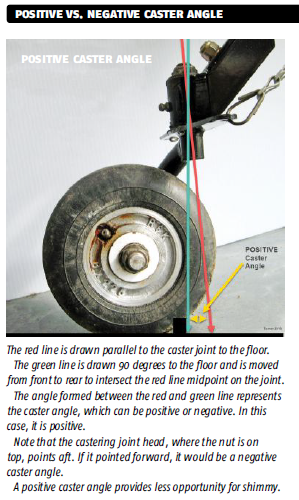 POSITIVE VS. NEGATIVE CASTER ANGLE
POSITIVE CASTER ANGLE
POSITIVE
Caster
Angle
The red line is drawn parallel to the caster joint to the floor.
The green line is drawn 90 degrees to the floor and is moved
from front to rear to intersect the red line midpoint on the joint.
The angle formed between the red and green line represents
the caster angle, which can be positive or negative. In this
case, it is positive.
Note that the castering joint head, where the nut is on
top, points aft. If it pointed forward, it would be a negative
caster angle.
A positive caster angle provides less opportunity for shimmy.